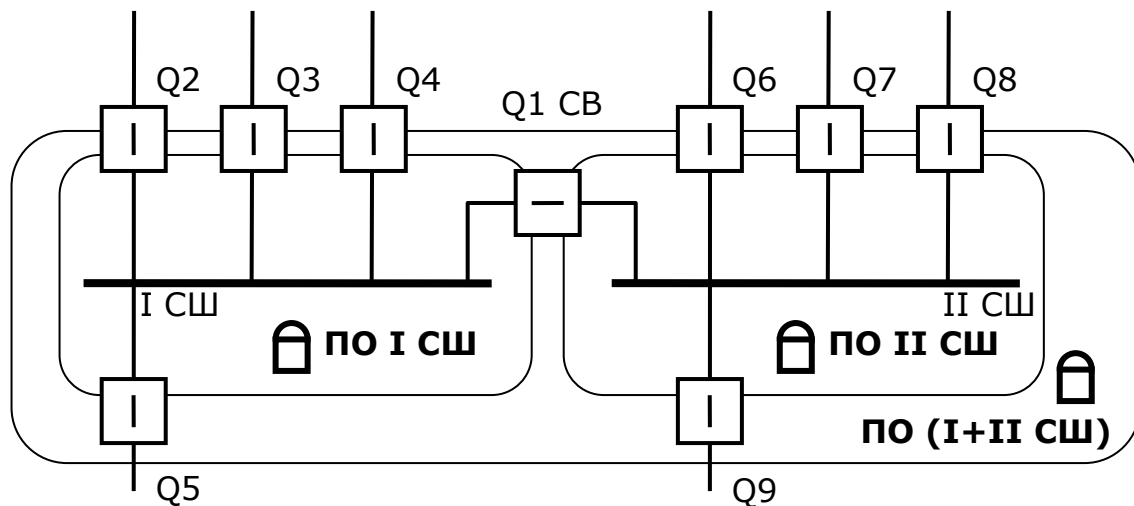 Q2
Q3
Q4
Q6
Q7
Q8
Q1 СВ
I СШ
II СШ
ПО I СШ
ПО II СШ
ПО (I+II СШ)
Q5
Q9